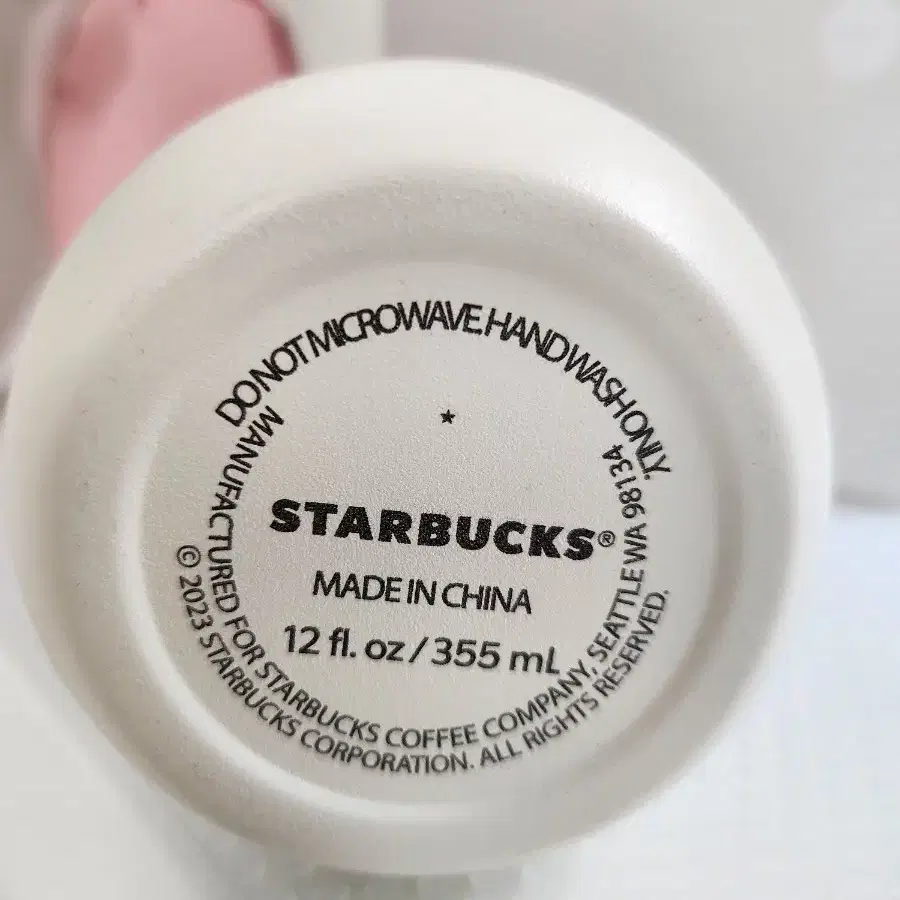 DO NOT MICROWAVE. HAND WASH ONLY.
STARBUCKS®
MADE IN CHINA
12 fl. oz / 355 mL
MANUFACTURED FOR STARBUCKS COFFEE COMPANY, SEATTLE WA 98134
© 2023 STARBUCKS CORPORATION. ALL RIGHTS RESERVED.